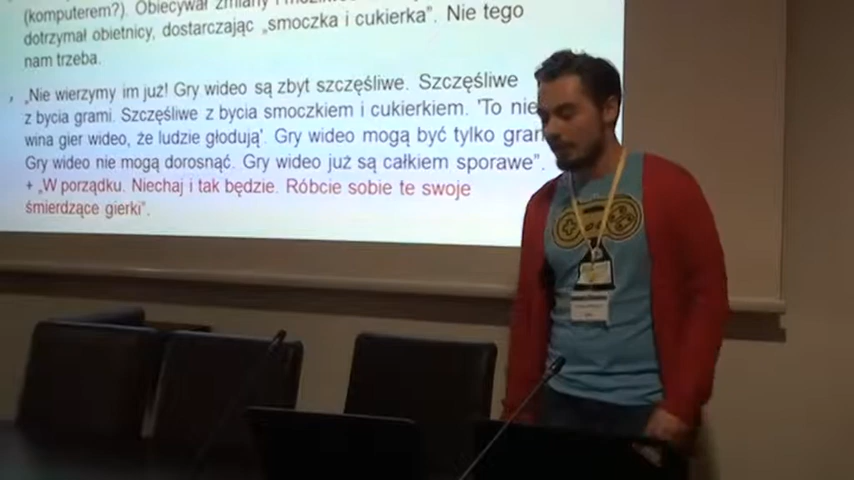 (komputerem?). Obiecywał zmiany i
dotrzymał obietnicy, dostarczając „smoczka i cukierka”. Nie tego
nam trzeba.
„Nie wierzymy im już! Gry wideo są zbyt szczęśliwe. Szczęśliwe
z bycia grami. Szczęśliwe z bycia smoczkiem i cukierkiem. 'To nie
wina gier wideo, że ludzie głodują'. Gry wideo mogą być tylko
Gry wideo nie mogą dorosnąć. Gry wideo już są całkiem sporawe”.
+ „W porządku. Niechaj i tak będzie. Róbcie sobie te swoje
śmierdzące gierki”.